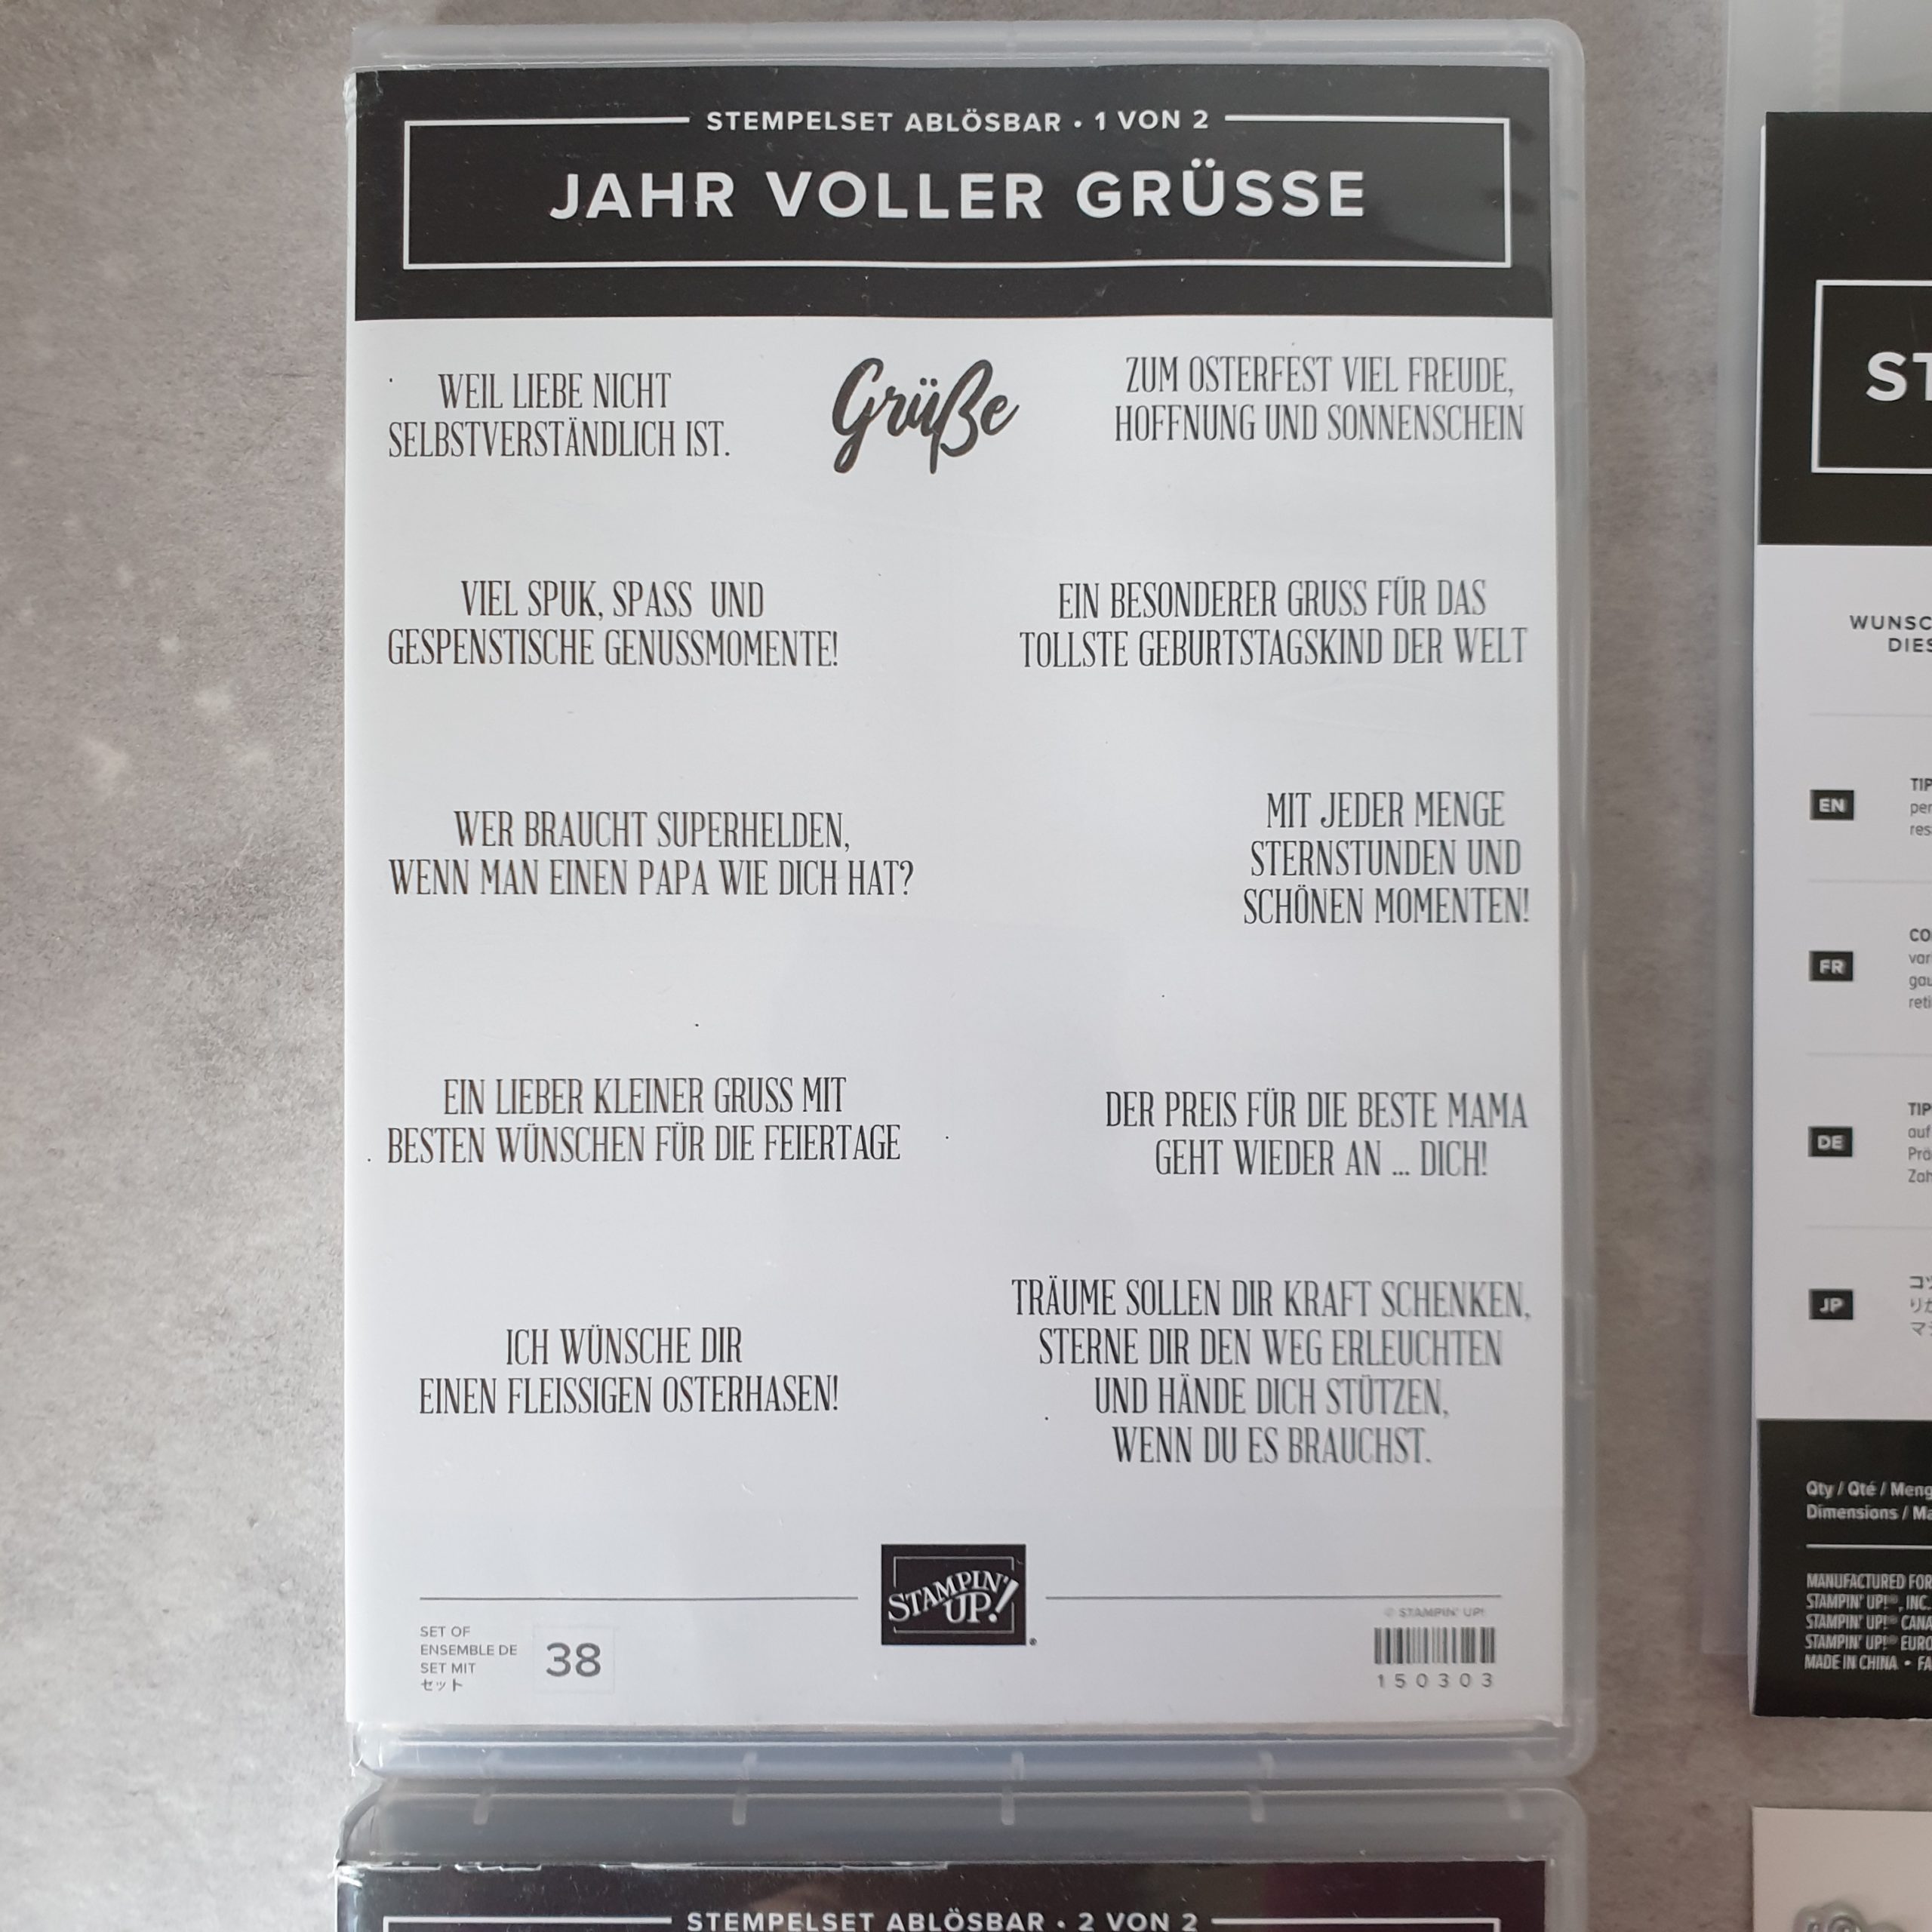 STEMPELSET ABLÖSBAR • 1 VON 2
JAHR VOLLER GRÜSSE
WEIL LIEBE NICHT
SELBSTVERSTÄNDLICH IST.
Grüße
ZUM OSTERFEST VIEL FREUDE,
HOFFNUNG UND SONNENSCHEIN
VIEL SPUK, SPASS UND
GESPENSTISCHE GENUSSMOMENTE!
EIN BESONDERER GRUSS FÜR DAS
TOLLSTE GEBURTSTAGSKIND DER WELT
WER BRAUCHT SUPERHELDEN,
WENN MAN EINEN PAPA WIE DICH HAT?
MIT JEDER MENGE
STERNSTUNDEN UND
SCHÖNEN MOMENTEN!
EIN LIEBER KLEINER GRUSS MIT
BESTEN WÜNSCHEN FÜR DIE FEIERTAGE
DER PREIS FÜR DIE BESTE MAMA
GEHT WIEDER AN ... DICH!
ICH WÜNSCHE DIR
EINEN FLEISSIGEN OSTERHASEN!
TRÄUME SOLLEN DIR KRAFT SCHENKEN,
STERNE DIR DEN WEG ERLEUCHTEN
UND HÄNDE DICH STÜTZEN,
WENN DU ES BRAUCHST.
STAMPIN' UP!
SET OF
ENSEMBLE DE
SET MIT
セット
38
© STAMPIN' UP!
150303
STEMPELSET ABLÖSBAR • 2 VON 2
EN
FR
DE
JP
Qty / Qté /
Dimensions /
MANUFACTURED FOR
STAMPIN' UP!®, INC.
STAMPIN' UP!®
STAMPIN' UP!®
MADE IN CHINA •